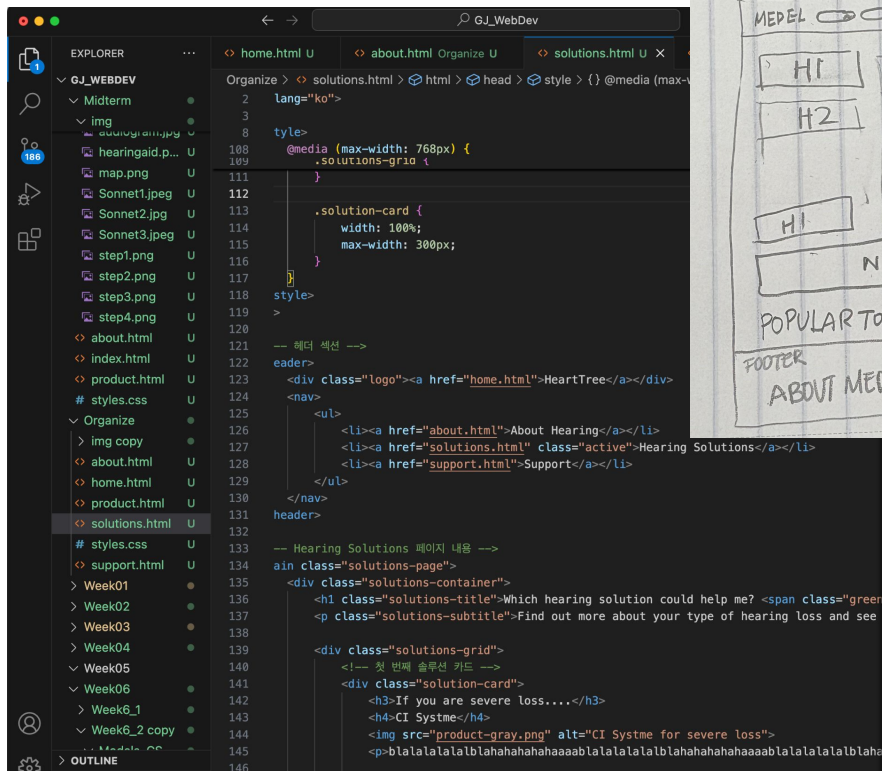 GJ_WebDev
EXPLORER
GJ_WEBDEV
Midterm
img
audiogram.jpg U
hearingaid.p... U
map.png U
Sonnet1.jpeg U
Sonnet2.jpg U
Sonnet3.jpeg U
step1.png U
step2.png U
step3.png U
step4.png U
about.html U
index.html U
product.html U
# styles.css U
Organize
img copy
about.html U
home.html U
product.html U
solutions.html U
# styles.css U
support.html U
Week01
Week02
Week03
Week04
Week05
Week06
Week6_1
Week6_2 copy
OUTLINE
1
186
home.html U about.html Organize U solutions.html U
Organize > solutions.html > html > head > style > {} @media (max-
2 lang="ko">
3
8 tyle>
108 @media (max-width: 768px) {
109 .solutions-grid {
111 }
112
113 .solution-card {
114 width: 100%;
115 max-width: 300px;
116 }
117 }
118 style>
119 >
120
121 -- 헤더 섹션 -->
122 eader>
123 <div class="logo"><a href="home.html">HeartTree</a></div>
124 <nav>
125 <ul>
126 <li><a href="about.html">About Hearing</a></li>
127 <li><a href="solutions.html" class="active">Hearing Solutions</a></li>
128 <li><a href="support.html">Support</a></li>
129 </ul>
130 </nav>
131 header>
132
133 -- Hearing Solutions 페이지 내용 -->
134 ain class="solutions-page">
135 <div class="solutions-container">
136 <h1 class="solutions-title">Which hearing solution could help me? <span class="green
137 <p class="solutions-subtitle">Find out more about your type of hearing loss and see
138
139 <div class="solutions-grid">
140 <!-- 첫 번째 솔루션 카드 -->
141 <div class="solution-card">
142 <h3>If you are severe loss....</h3>
143 <h4>CI Systme</h4>
144 <img src="product-gray.png" alt="CI Systme for severe loss">
145 <p>blalalalalalblahahahahahaaaablalalalalalblahahahahahaaaablalalalalalblaha
146
MEDEL
H1
H2
H1
N
POPULAR TO
FOOTER
ABOUT MED